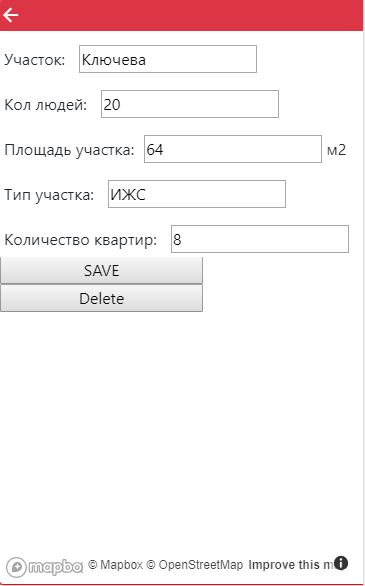 Участок: Ключева
Кол людей: 20
Площадь участка: 64 м2
Тип участка: ИЖС
Количество квартир: 8
SAVE
Delete
mapbo © Mapbox © OpenStreetMap Improve this m